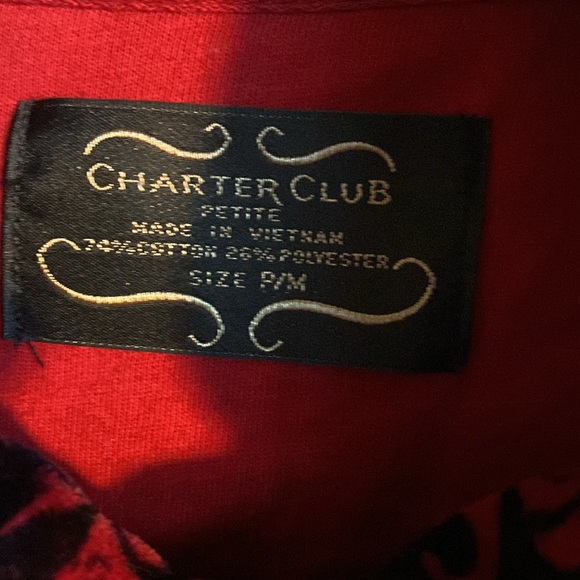 CHARTER CLUB
PETITE
MADE IN VIETNAM
74% COTTON 26% POLYESTER
SIZE P/M